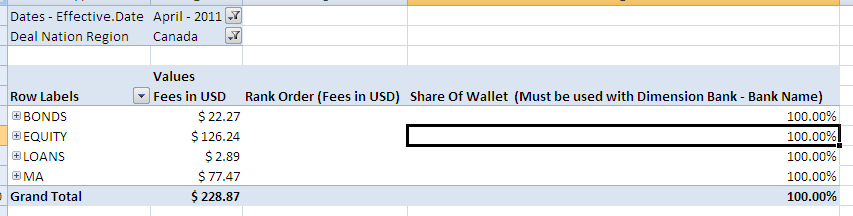 Dates - Effective.Date April - 2011
Deal Nation Region Canada
Values
Row Labels Fees in USD Rank Order (Fees in USD) Share Of Wallet (Must be used with Dimension Bank - Bank Name)
BONDS $ 22.27 100.00%
EQUITY $ 126.24 100.00%
LOANS $ 2.89 100.00%
MA $ 77.47 100.00%
Grand Total $ 228.87 100.00%